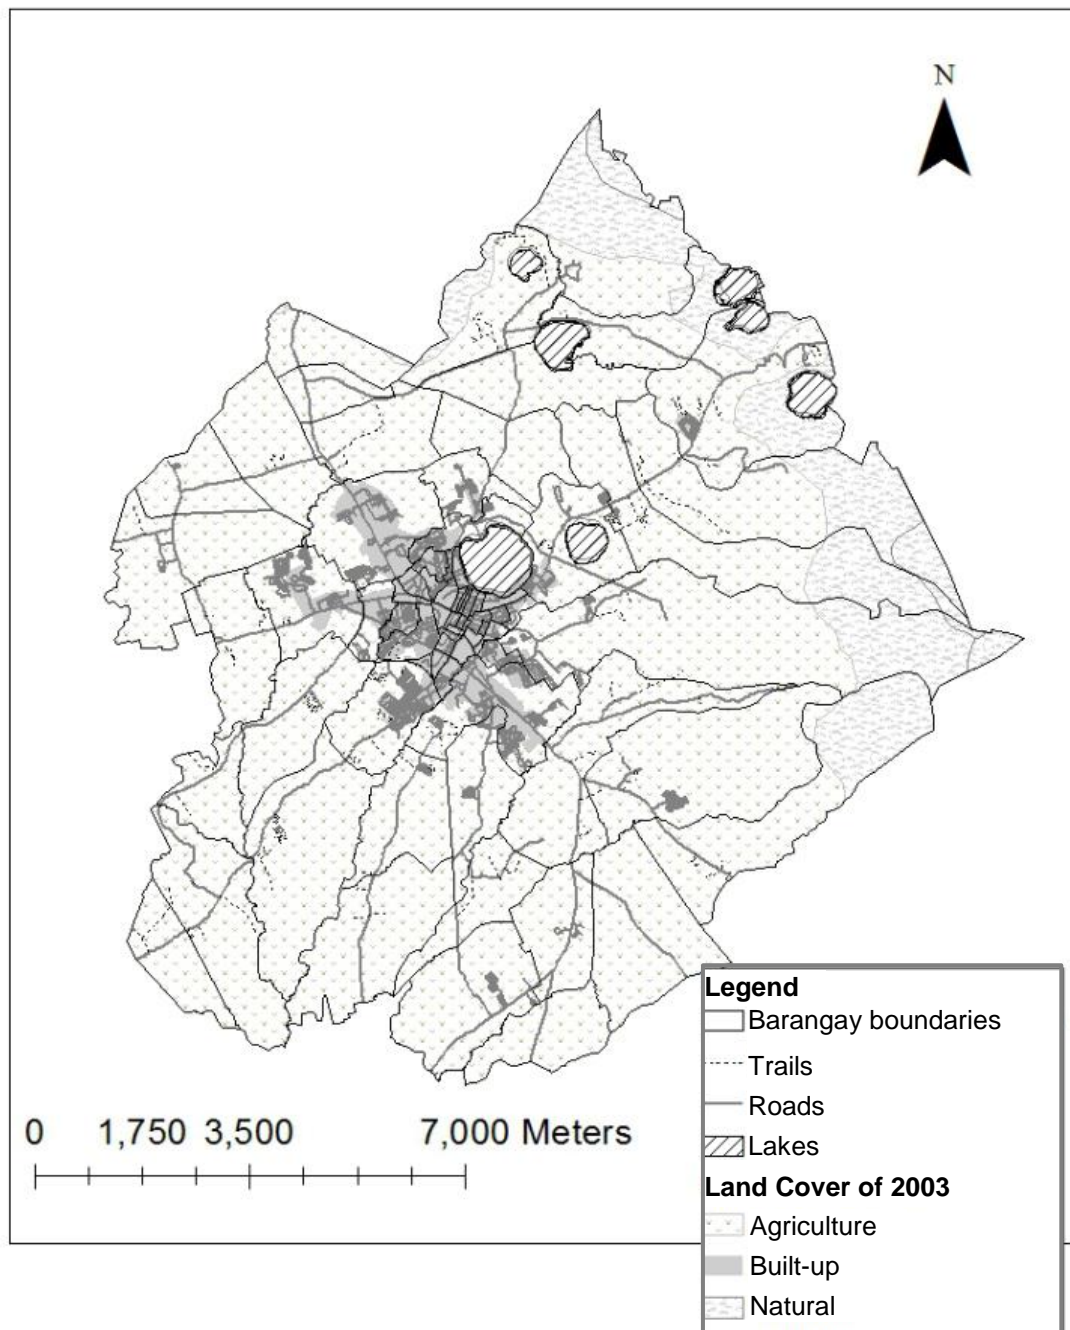 N
0 1,750 3,500 7,000 Meters
Legend
Barangay boundaries
Trails
Roads
Lakes
Land Cover of 2003
Agriculture
Built-up
Natural